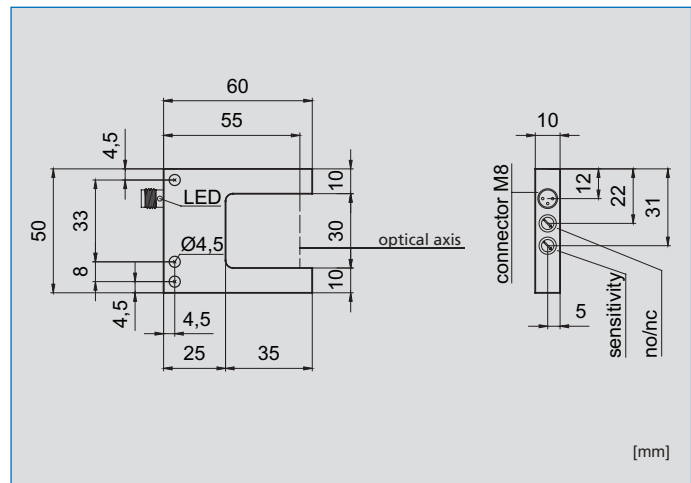 60
55
4,5
LED
10
33
Ø4,5
30
optical axis
50
8
10
4,5
4,5
25
35
10
connector M8
12
22
31
5
sensitivity
no/nc
[mm]